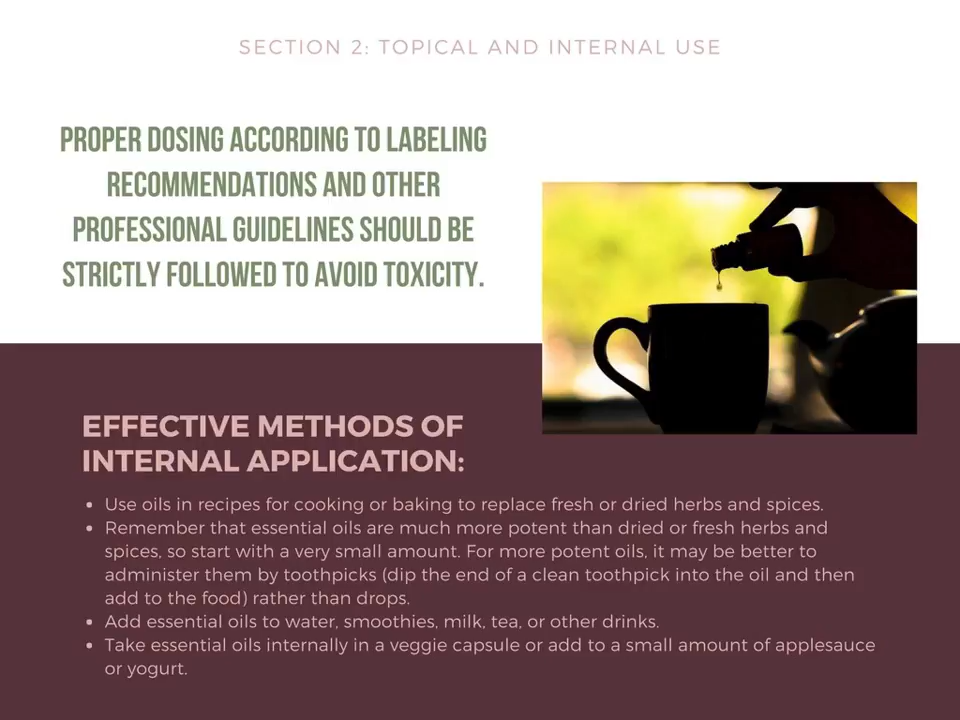 SECTION 2: TOPICAL AND INTERNAL USE
PROPER DOSING ACCORDING TO LABELING
RECOMMENDATIONS AND OTHER
PROFESSIONAL GUIDELINES SHOULD BE
STRICTLY FOLLOWED TO AVOID TOXICITY.
EFFECTIVE METHODS OF
INTERNAL APPLICATION:
• Use oils in recipes for cooking or baking to replace fresh or dried herbs and spices.
• Remember that essential oils are much more potent than dried or fresh herbs and
spices, so start with a very small amount. For more potent oils, it may be better to
administer them by toothpicks (dip the end of a clean toothpick into the oil and then
add to the food) rather than drops.
• Add essential oils to water, smoothies, milk, tea, or other drinks.
• Take essential oils internally in a veggie capsule or add to a small amount of applesauce
or yogurt.